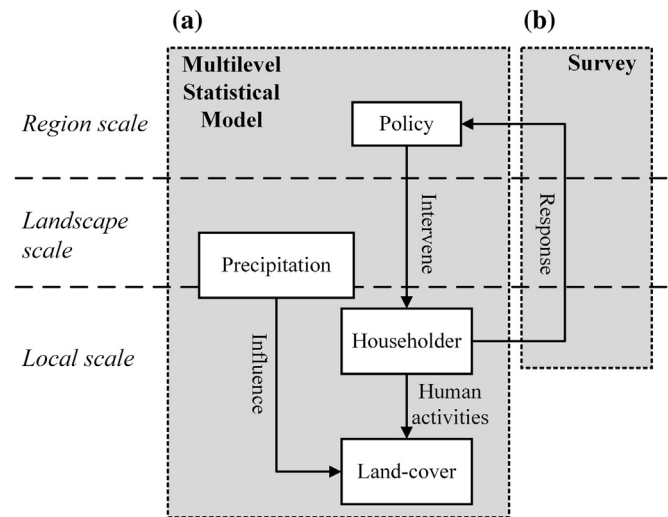 (a)
(b)
Multilevel
Statistical
Model
Survey
Region scale
Policy
Landscape
scale
Intervene
Response
Precipitation
Local scale
Influence
Householder
Human
activities
Land-cover